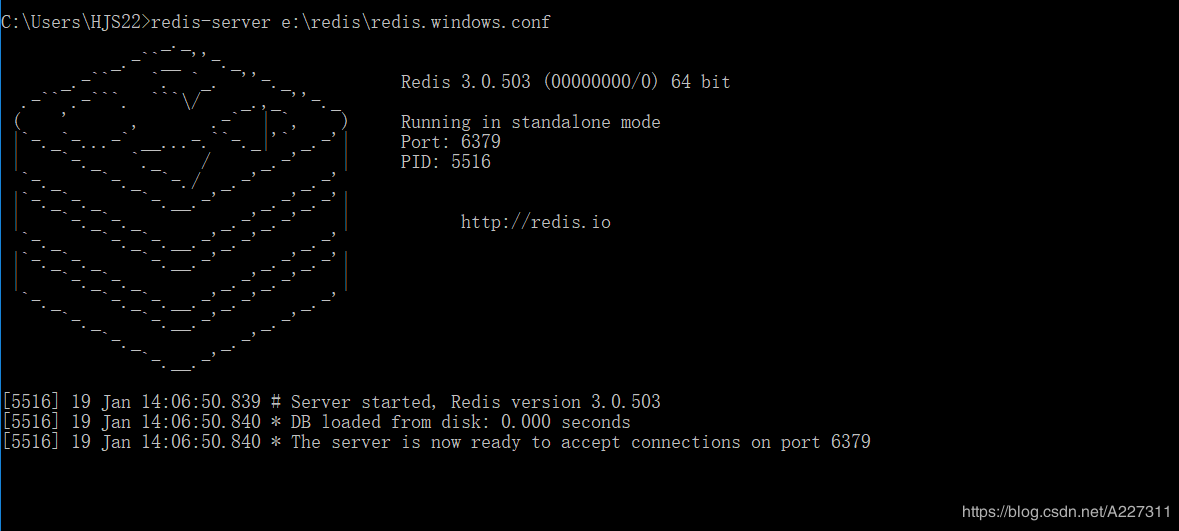 C:\Users\HJS22>redis-server e:\redis\redis.windows.conf
Redis 3.0.503 (00000000/0) 64 bit
Running in standalone mode
Port: 6379
PID: 5516
http://redis.io
[5516] 19 Jan 14:06:50.839 # Server started, Redis version 3.0.503
[5516] 19 Jan 14:06:50.840 * DB loaded from disk: 0.000 seconds
[5516] 19 Jan 14:06:50.840 * The server is now ready to accept connections on port 6379
https://blog.csdn.net/A227311